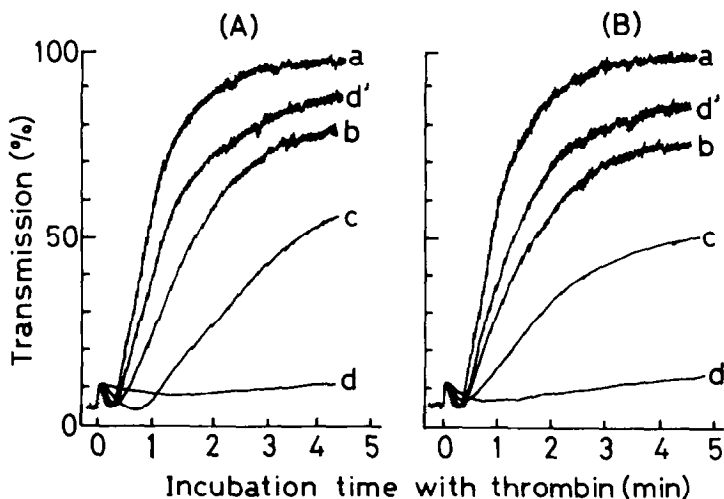 (A)
(B)
Transmission (%)
100
50
0
a
d'
b
c
d
a
d'
b
c
d
0 1 2 3 4 5
0 1 2 3 4 5
Incubation time with thrombin (min)